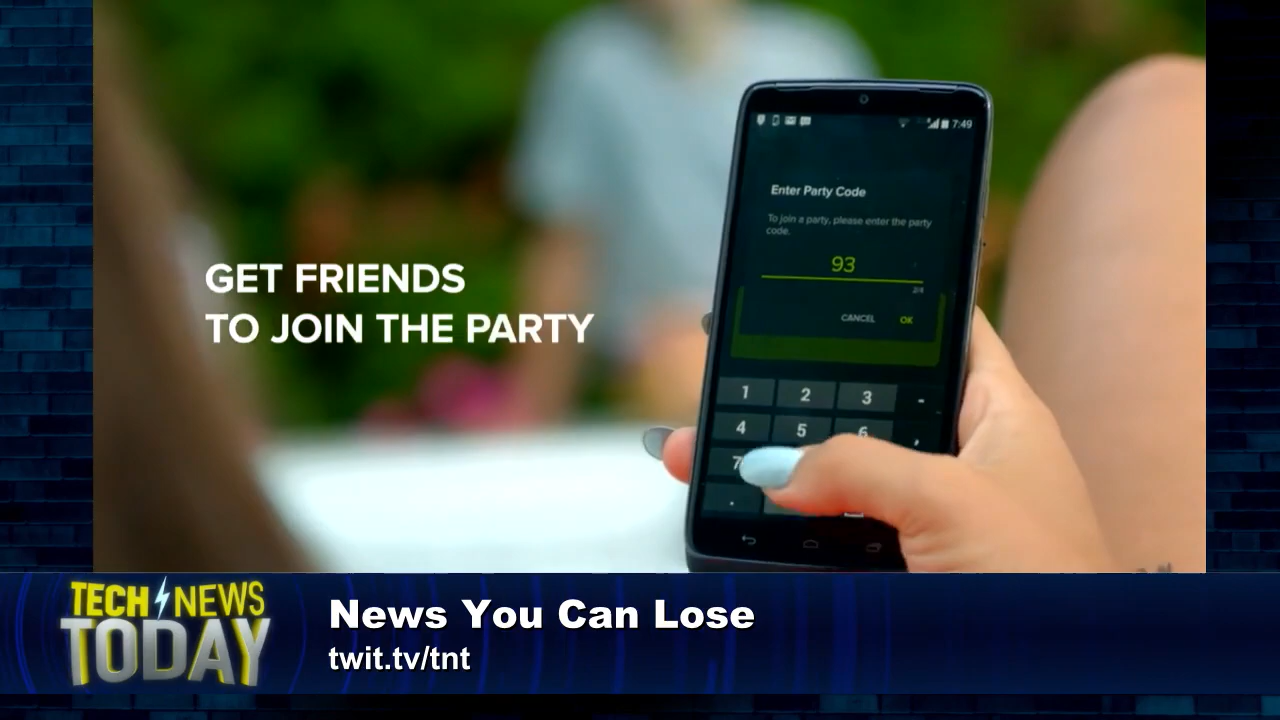 7:49
Enter Party Code
To join a party, please enter the party
code.
93
2/4
CANCEL OK
GET FRIENDS
TO JOIN THE PARTY
1 2 3 -
4 5 6 ,
7
.
TECH NEWS
TODAY
News You Can Lose
twit.tv/tnt